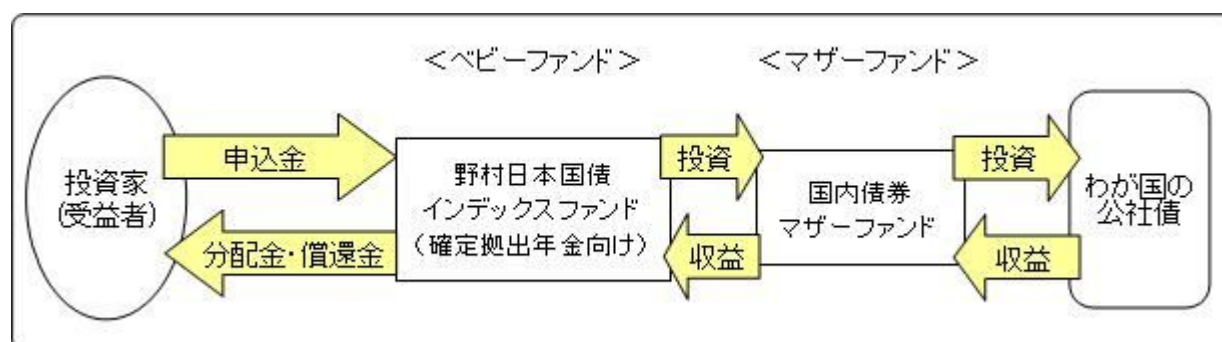 ＜ベビーファンド＞
＜マザーファンド＞
投資家
(受益者)
申込金
分配金・償還金
野村日本国債
インデックスファンド
（確定拠出年金向け）
投資
収益
国内債券
マザーファンド
投資
収益
わが国の
公社債